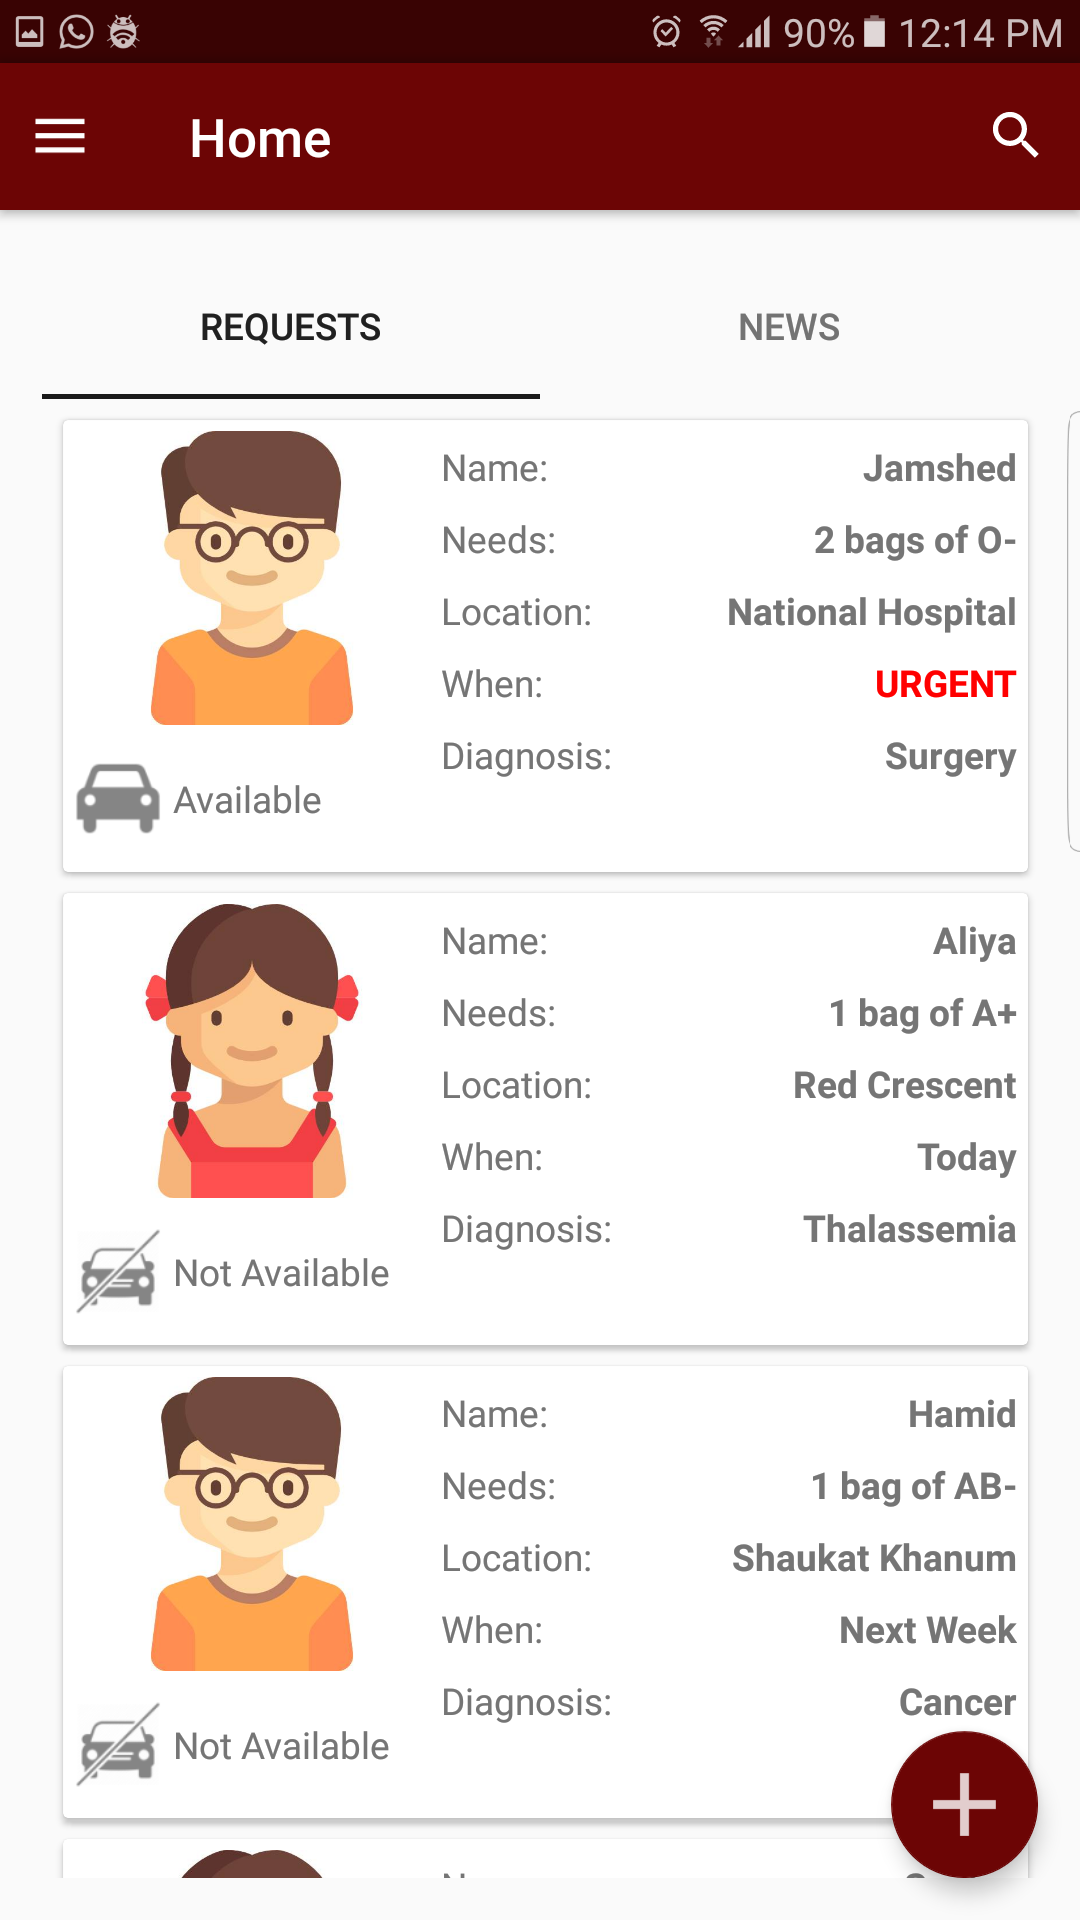 90% 12:14 PM
Home
REQUESTS NEWS
Name: Jamshed
Needs: 2 bags of O-
Location: National Hospital
When: URGENT
Diagnosis: Surgery
Available
Name: Aliya
Needs: 1 bag of A+
Location: Red Crescent
When: Today
Diagnosis: Thalassemia
Not Available
Name: Hamid
Needs: 1 bag of AB-
Location: Shaukat Khanum
When: Next Week
Diagnosis: Cancer
Not Available